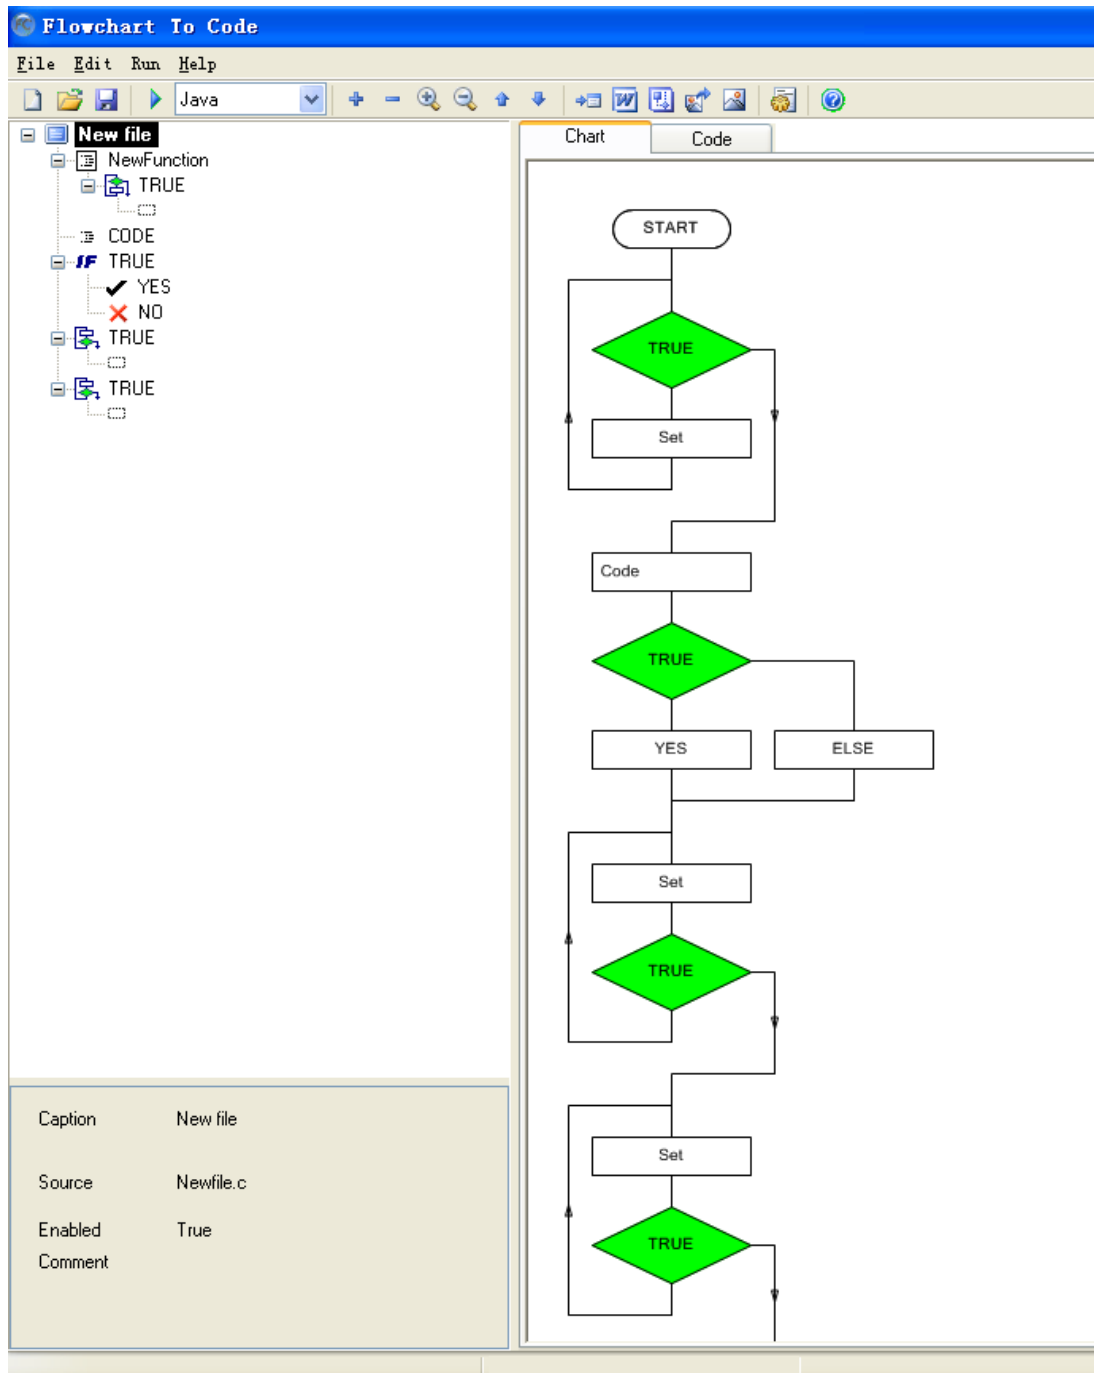 Flowchart To Code
File Edit Run Help
Java
New file
NewFunction
TRUE
CODE
IF TRUE
YES
NO
TRUE
TRUE
Chart Code
START
TRUE
Set
Code
TRUE
YES ELSE
Set
TRUE
Set
TRUE
Caption New file
Source Newfile.c
Enabled True
Comment